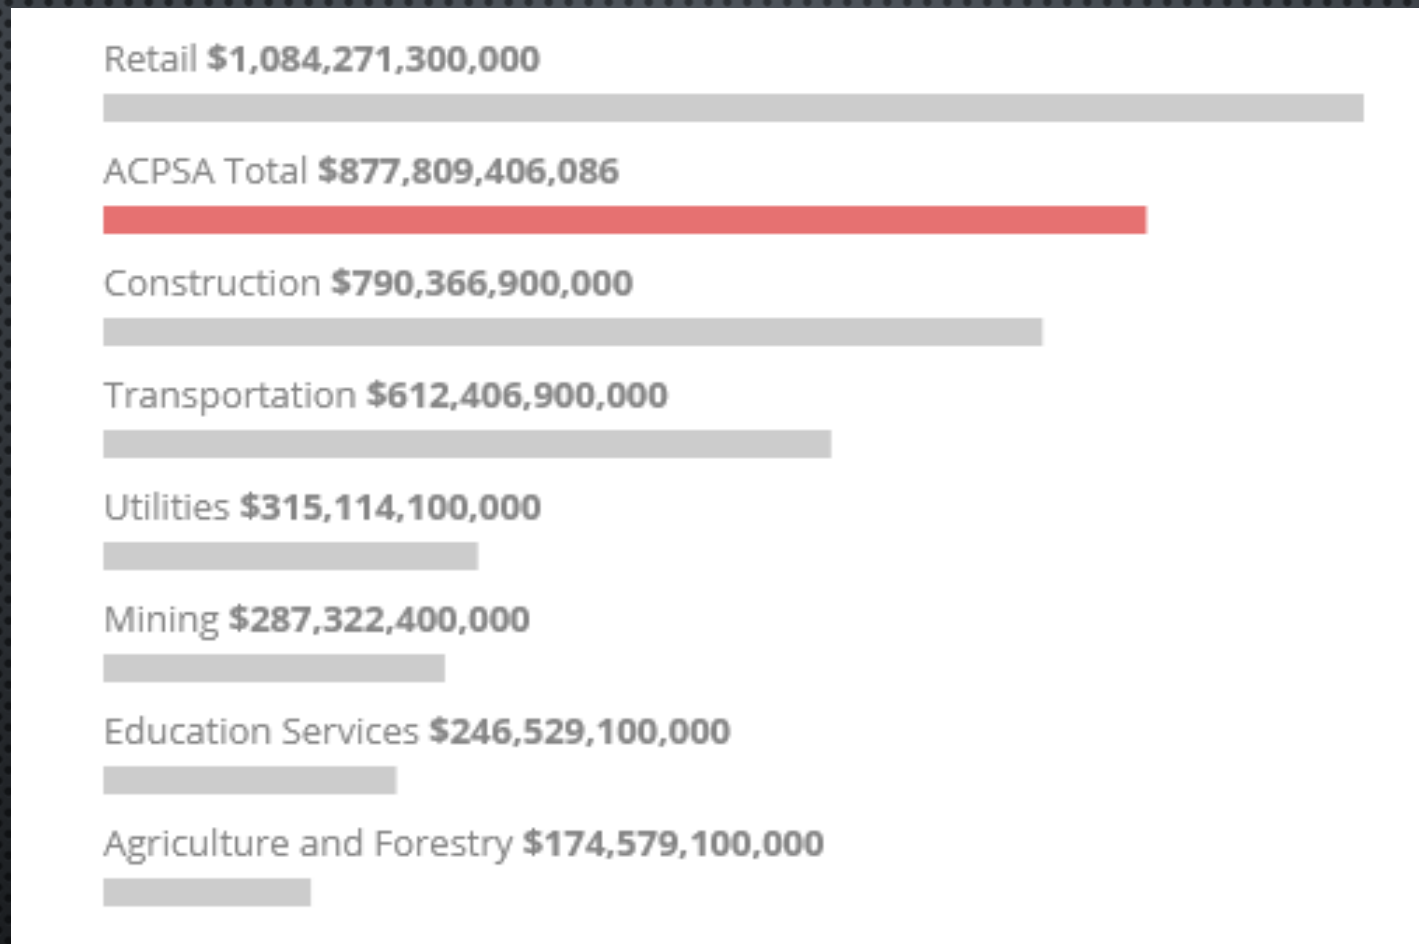 Retail $1,084,271,300,000
ACPSA Total $877,809,406,086
Construction $790,366,900,000
Transportation $612,406,900,000
Utilities $315,114,100,000
Mining $287,322,400,000
Education Services $246,529,100,000
Agriculture and Forestry $174,579,100,000